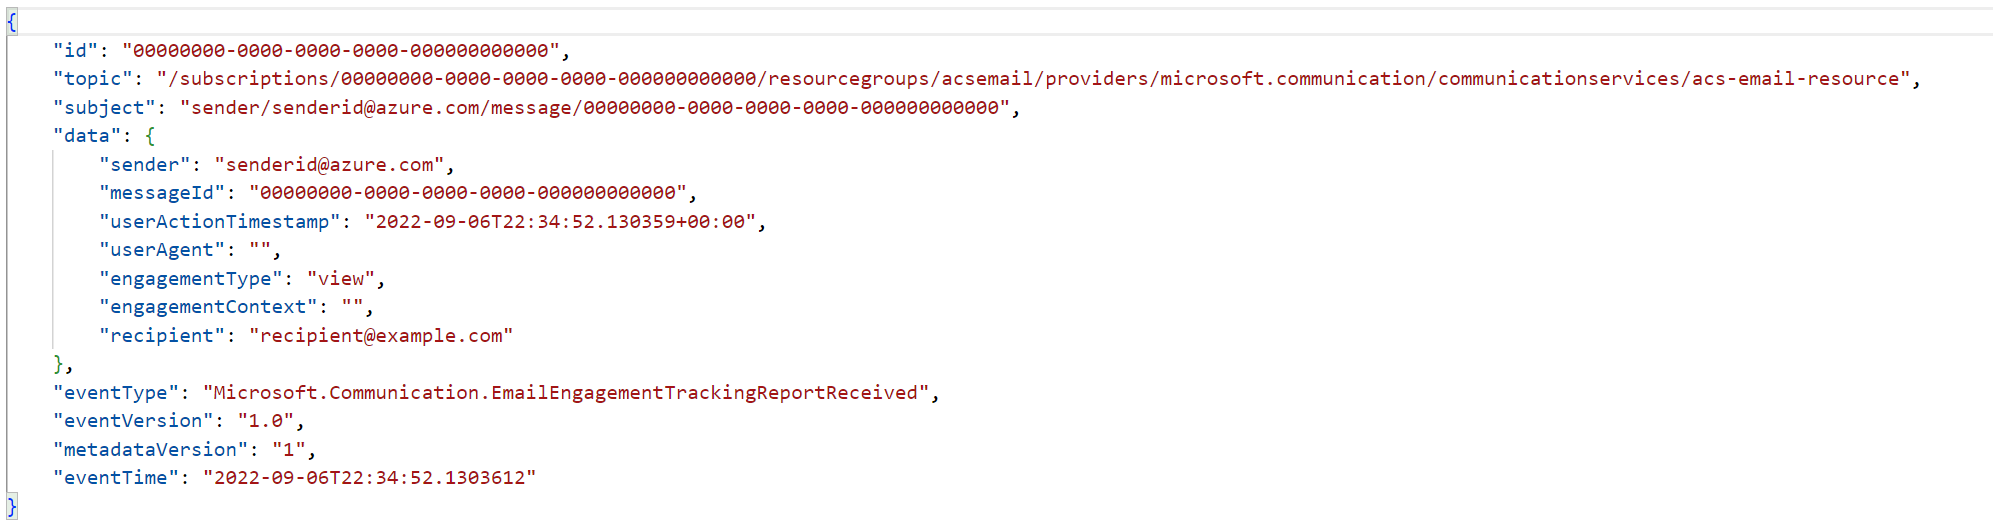 {
"id": "00000000-0000-0000-0000-000000000000",
"topic": "/subscriptions/00000000-0000-0000-0000-000000000000/resourcegroups/acsemail/providers/microsoft.communication/communicationservices/acs-email-resource",
"subject": "sender/senderid@azure.com/message/00000000-0000-0000-0000-000000000000",
"data": {
"sender": "senderid@azure.com",
"messageId": "00000000-0000-0000-0000-000000000000",
"userActionTimestamp": "2022-09-06T22:34:52.130359+00:00",
"userAgent": "",
"engagementType": "view",
"engagementContext": "",
"recipient": "recipient@example.com"
},
"eventType": "Microsoft.Communication.EmailEngagementTrackingReportReceived",
"eventVersion": "1.0",
"metadataVersion": "1",
"eventTime": "2022-09-06T22:34:52.1303612"
}